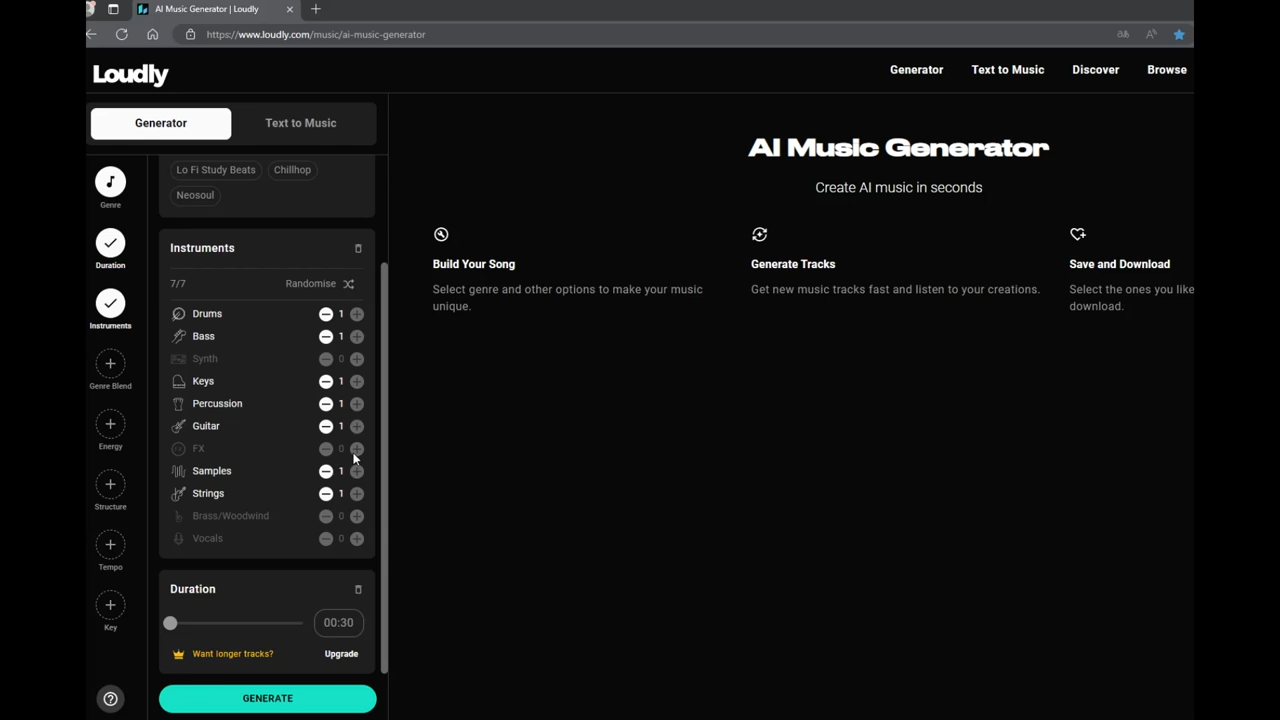 AI Music Generator | Loudly
https://www.loudly.com/music/ai-music-generator
Loudly
Generator
Text to Music
Discover
Browse
Generator
Text to Music
Genre
Duration
Instruments
Genre Blend
Energy
Structure
Tempo
Key
Lo Fi Study Beats
Chillhop
Neosoul
Instruments
7/7
Randomise
Drums 1
Bass 1
Synth 0
Keys 1
Percussion 1
Guitar 1
FX 0
Samples 1
Strings 1
Brass/Woodwind 0
Vocals 0
Duration
00:30
Want longer tracks?
Upgrade
GENERATE
AI Music Generator
Create AI music in seconds
Build Your Song
Select genre and other options to make your music
unique.
Generate Tracks
Get new music tracks fast and listen to your creations.
Save and Download
Select the ones you like
download.